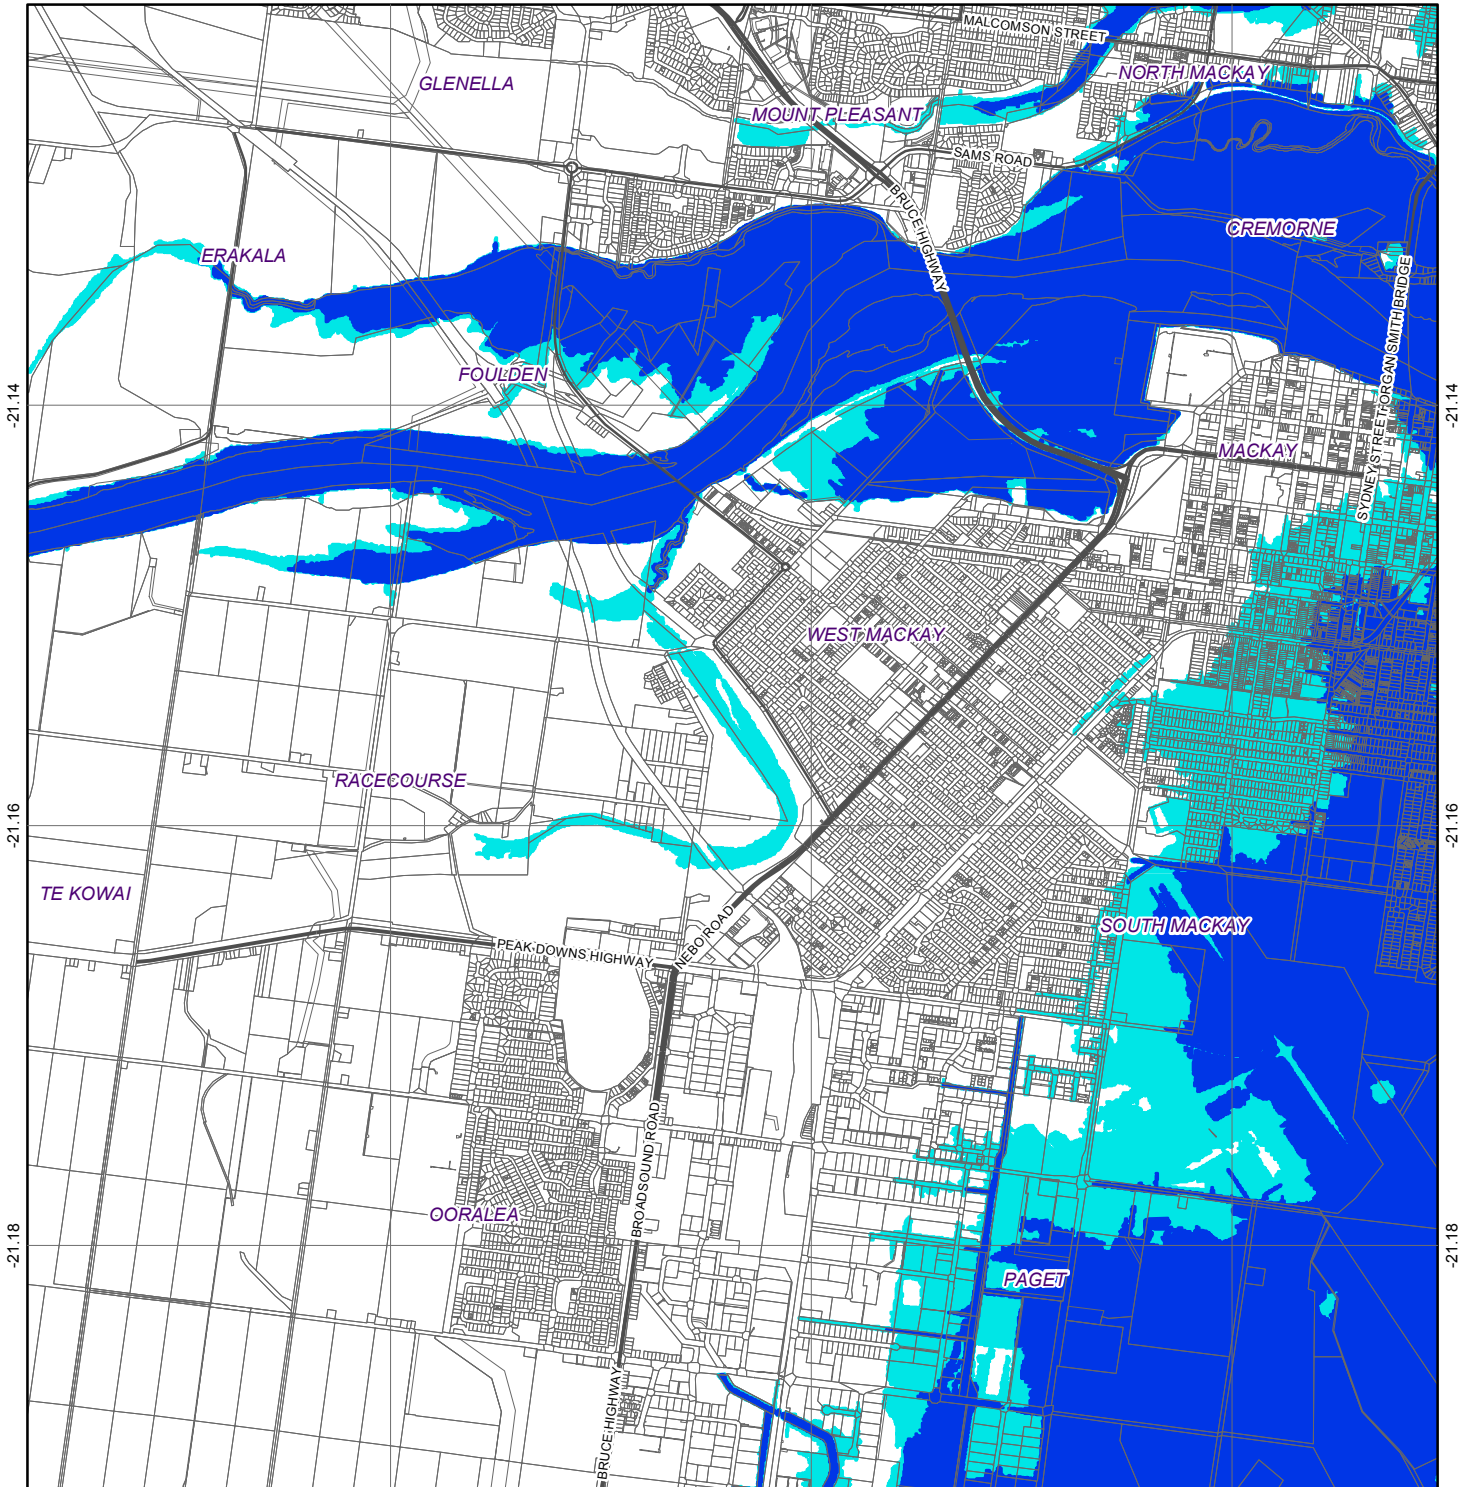 MALCOMSON STREET
NORTH MACKAY
GLENELLA
MOUNT PLEASANT
SAMS ROAD
BRUCE HIGHWAY
CREMORNE
ERAKALA
FORGAN SMITH BRIDGE
FOULDEN
-21.14
-21.14
MACKAY
SYDNEY STREET
WEST MACKAY
RACECOURSE
-21.16
-21.16
TE KOWAI
SOUTH MACKAY
NEBO ROAD
PEAK DOWNS HIGHWAY
BROADSOUND ROAD
OORALEA
-21.18
-21.18
PAGET
BRUCE HIGHWAY